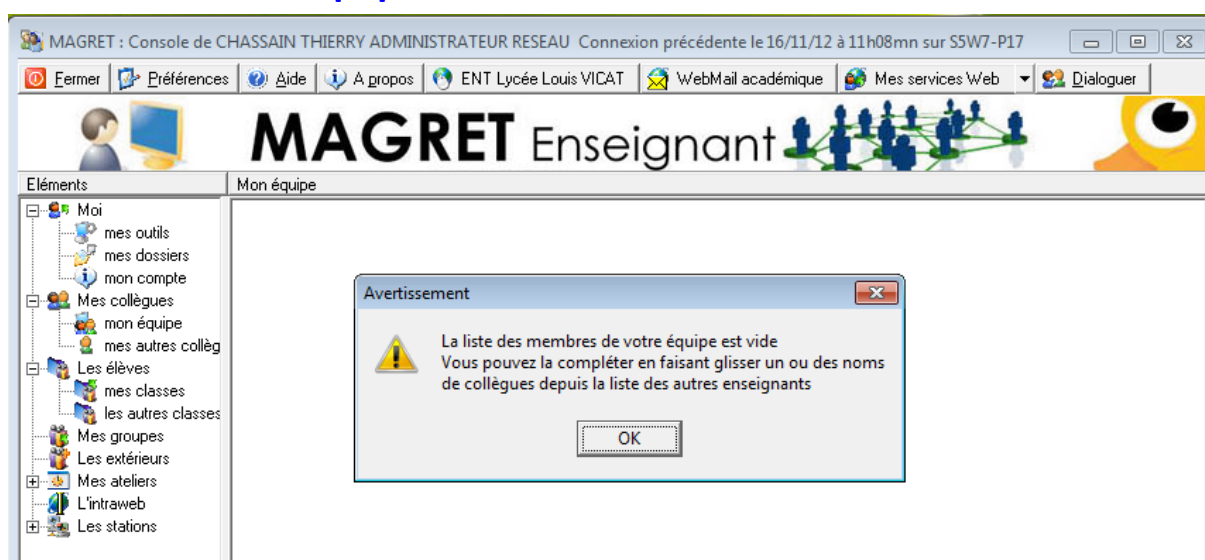 MAGRET : Console de CHASSAIN THIERRY ADMINISTRATEUR RESEAU Connexion précédente le 16/11/12 à 11h08mn sur S5W7-P17
Fermer Préférences Aide A propos ENT Lycée Louis VICAT WebMail académique Mes services Web Dialoguer
MAGRET Enseignant
Eléments Mon équipe
Moi
mes outils
mes dossiers
mon compte
Mes collègues
mon équipe
mes autres collèg
Les élèves
mes classes
les autres classes
Mes groupes
Les extérieurs
Mes ateliers
L'intraweb
Les stations
Avertissement
La liste des membres de votre équipe est vide
Vous pouvez la compléter en faisant glisser un ou des noms
de collègues depuis la liste des autres enseignants
OK